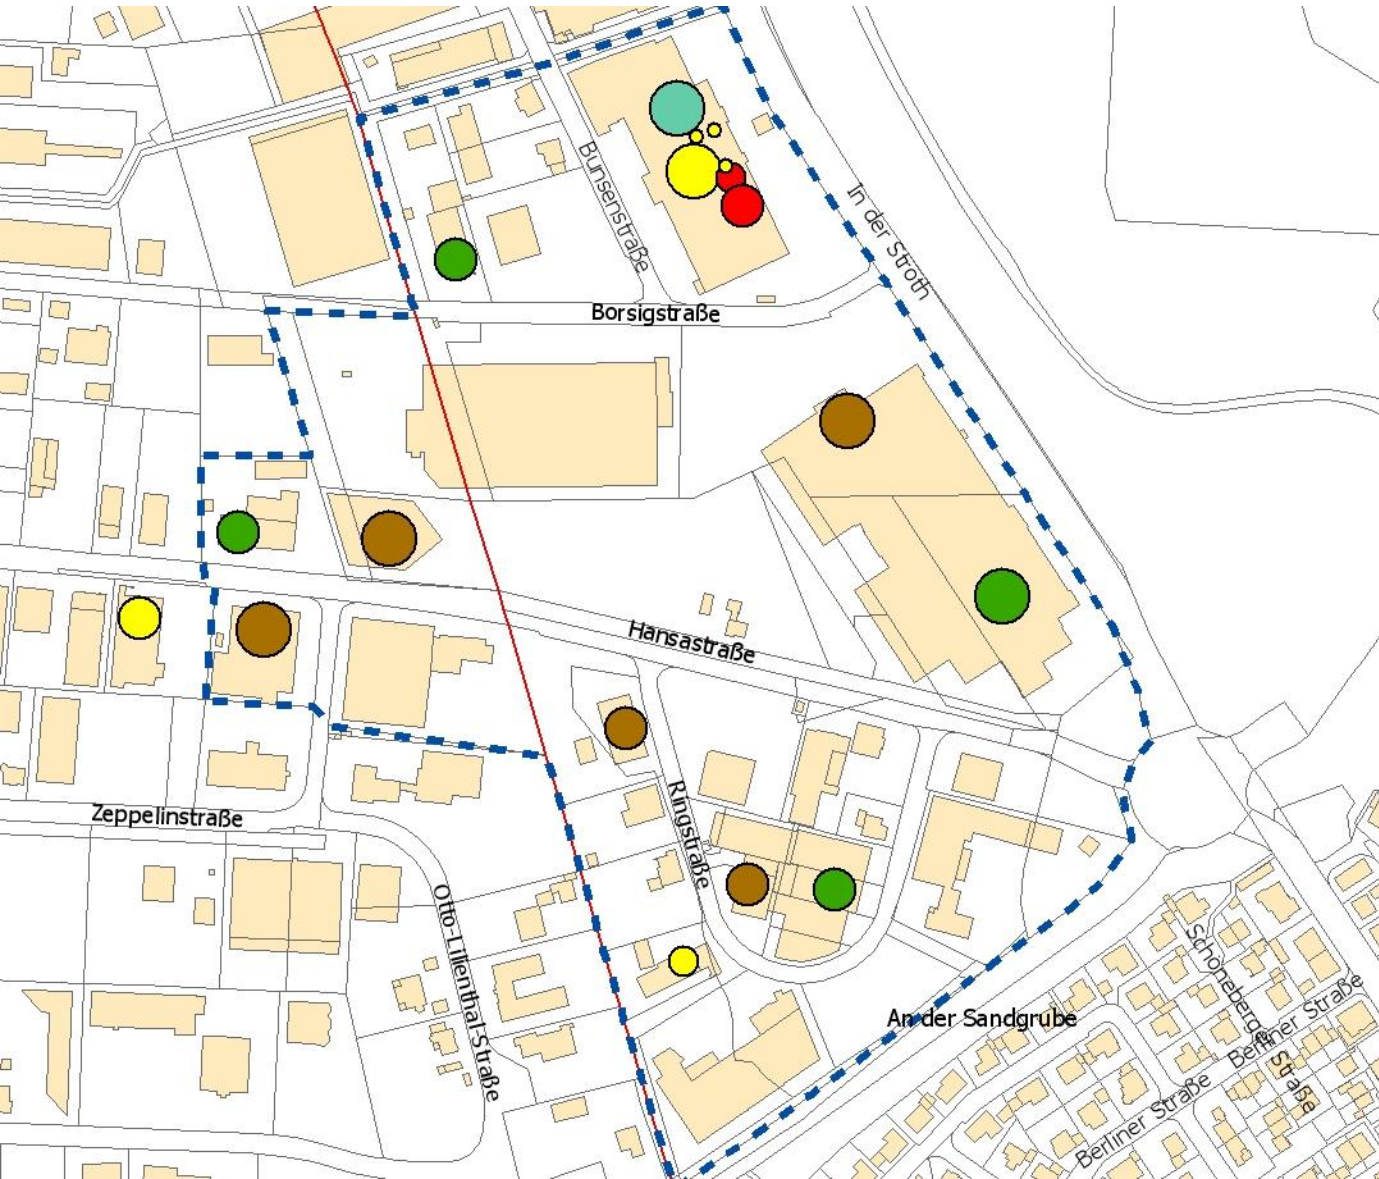 Bunsenstraße
In der Stroth
Borsigstraße
Hansastraße
Ringstraße
Zeppelinstraße
Otto-Lilienthal-Straße
An der Sandgrube
Schöneberger Straße
Berliner Straße
Berliner Straße